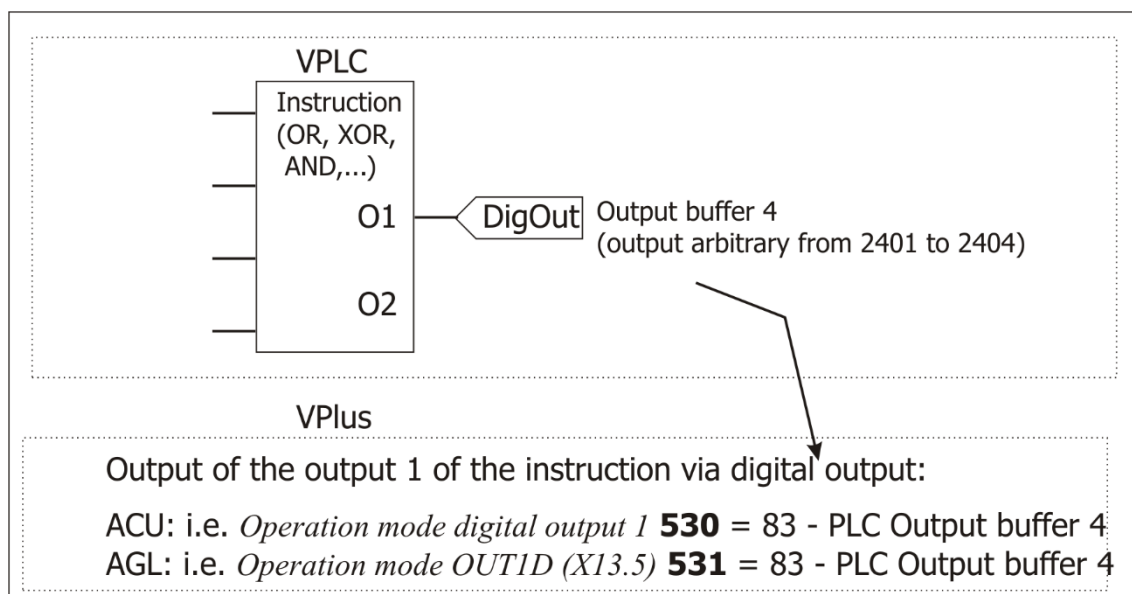 VPLC
Instruction
(OR, XOR,
AND,...)
O1
DigOut
Output buffer 4
(output arbitrary from 2401 to 2404)
O2
VPlus
Output of the output 1 of the instruction via digital output:
ACU: i.e. Operation mode digital output 1 530 = 83 - PLC Output buffer 4
AGL: i.e. Operation mode OUT1D (X13.5) 531 = 83 - PLC Output buffer 4